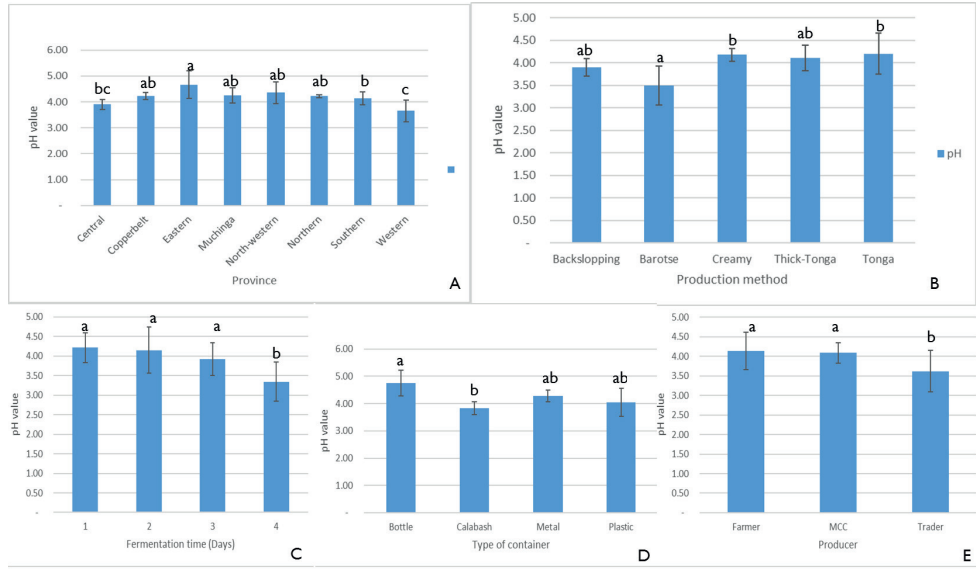 6.00
5.00
4.00
3.00
2.00
1.00
-
pH value
bc ab a ab ab ab b c
Central Copperbelt Eastern Muchinga North-western Northern Southern Western
Province
A
5.00
4.50
4.00
3.50
3.00
2.50
2.00
1.50
1.00
0.50
-
pH value
ab a b ab b
Backslopping Barotse Creamy Thick-Tonga Tonga
Production method
pH
B
5.00
4.50
4.00
3.50
3.00
2.50
2.00
1.50
1.00
0.50
-
pH value
a a a b
1 2 3 4
Fermentation time (Days)
C
6.00
5.00
4.00
3.00
2.00
1.00
-
pH value
a b ab ab
Bottle Calabash Metal Plastic
Type of container
D
5.00
4.50
4.00
3.50
3.00
2.50
2.00
1.50
1.00
0.50
-
pH value
a a b
Farmer MCC Trader
Producer
E